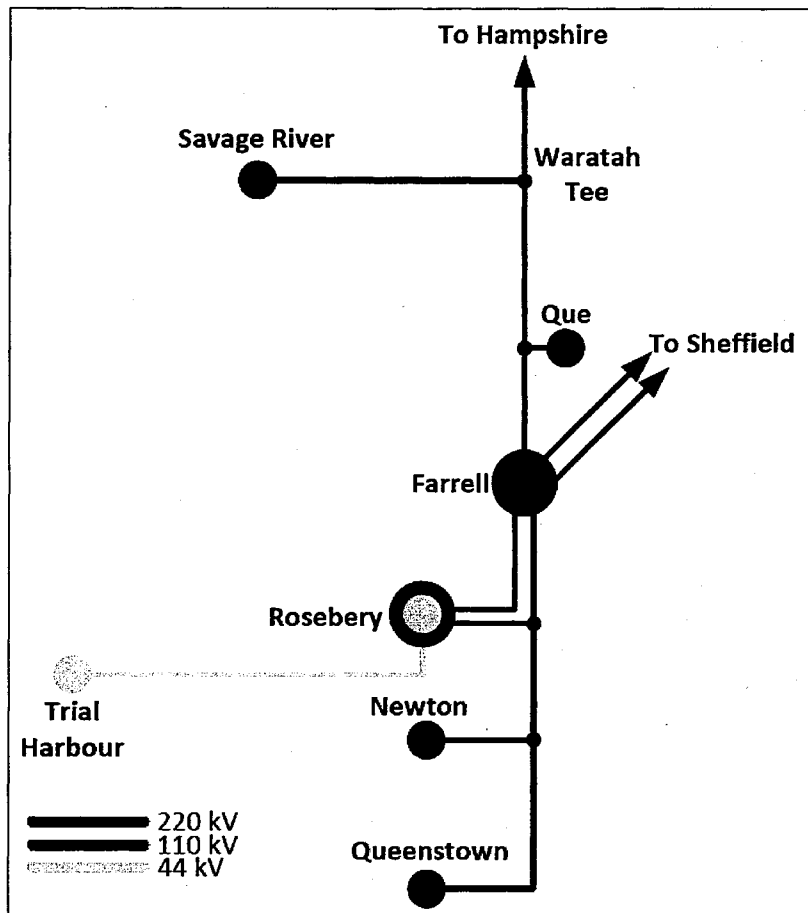 To Hampshire
Savage River
Waratah
Tee
Que
To Sheffield
Farrell
Rosebery
Trial
Harbour
Newton
220 kV
110 kV
44 kV
Queenstown